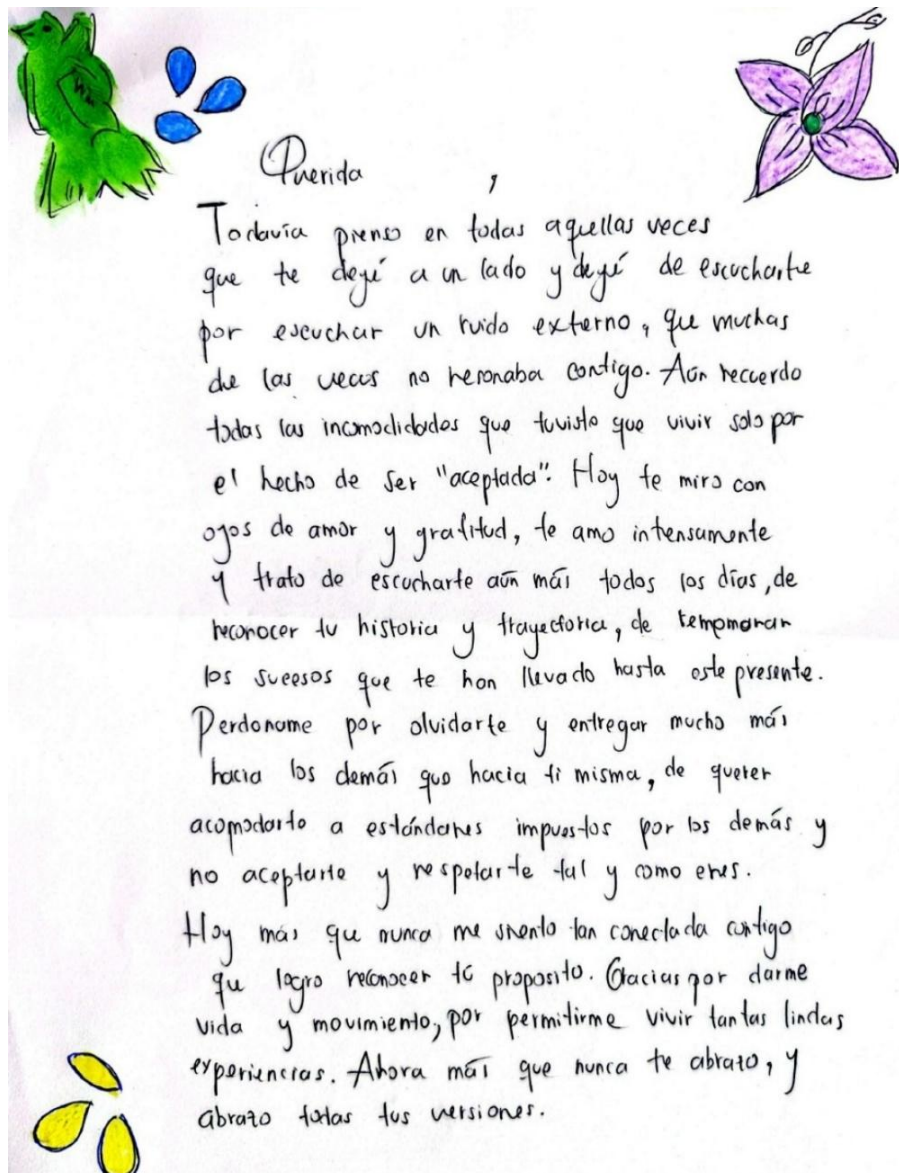 Querida ,
Todavía pienso en todas aquellas veces
que te dejé a un lado y dejé de escucharte
por escuchar un ruido externo, que muchas
de las veces no resonaba contigo. Aún recuerdo
todas las incomodidades que tuviste que vivir solo por
el hecho de ser "aceptada". Hoy te miro con
ojos de amor y gratitud, te amo intensamente
y trato de escucharte aún más todos los días, de
reconocer tu historia y trayectoria, de
los sucesos que te han llevado hasta este presente.
Perdoname por olvidarte y entregar mucho más
hacia los demás que hacia ti misma, de querer
acomodarte a estándares impuestos por los demás y
no aceptarte y respetarte tal y como eres.
Hoy más que nunca me siento tan conectada contigo
que logro reconocer tú proposito. Gracias por darme
vida y movimiento, por permitirme vivir tantas lindas
experiencias. Ahora más que nunca te abrazo, y
abrazo todas tus versiones.